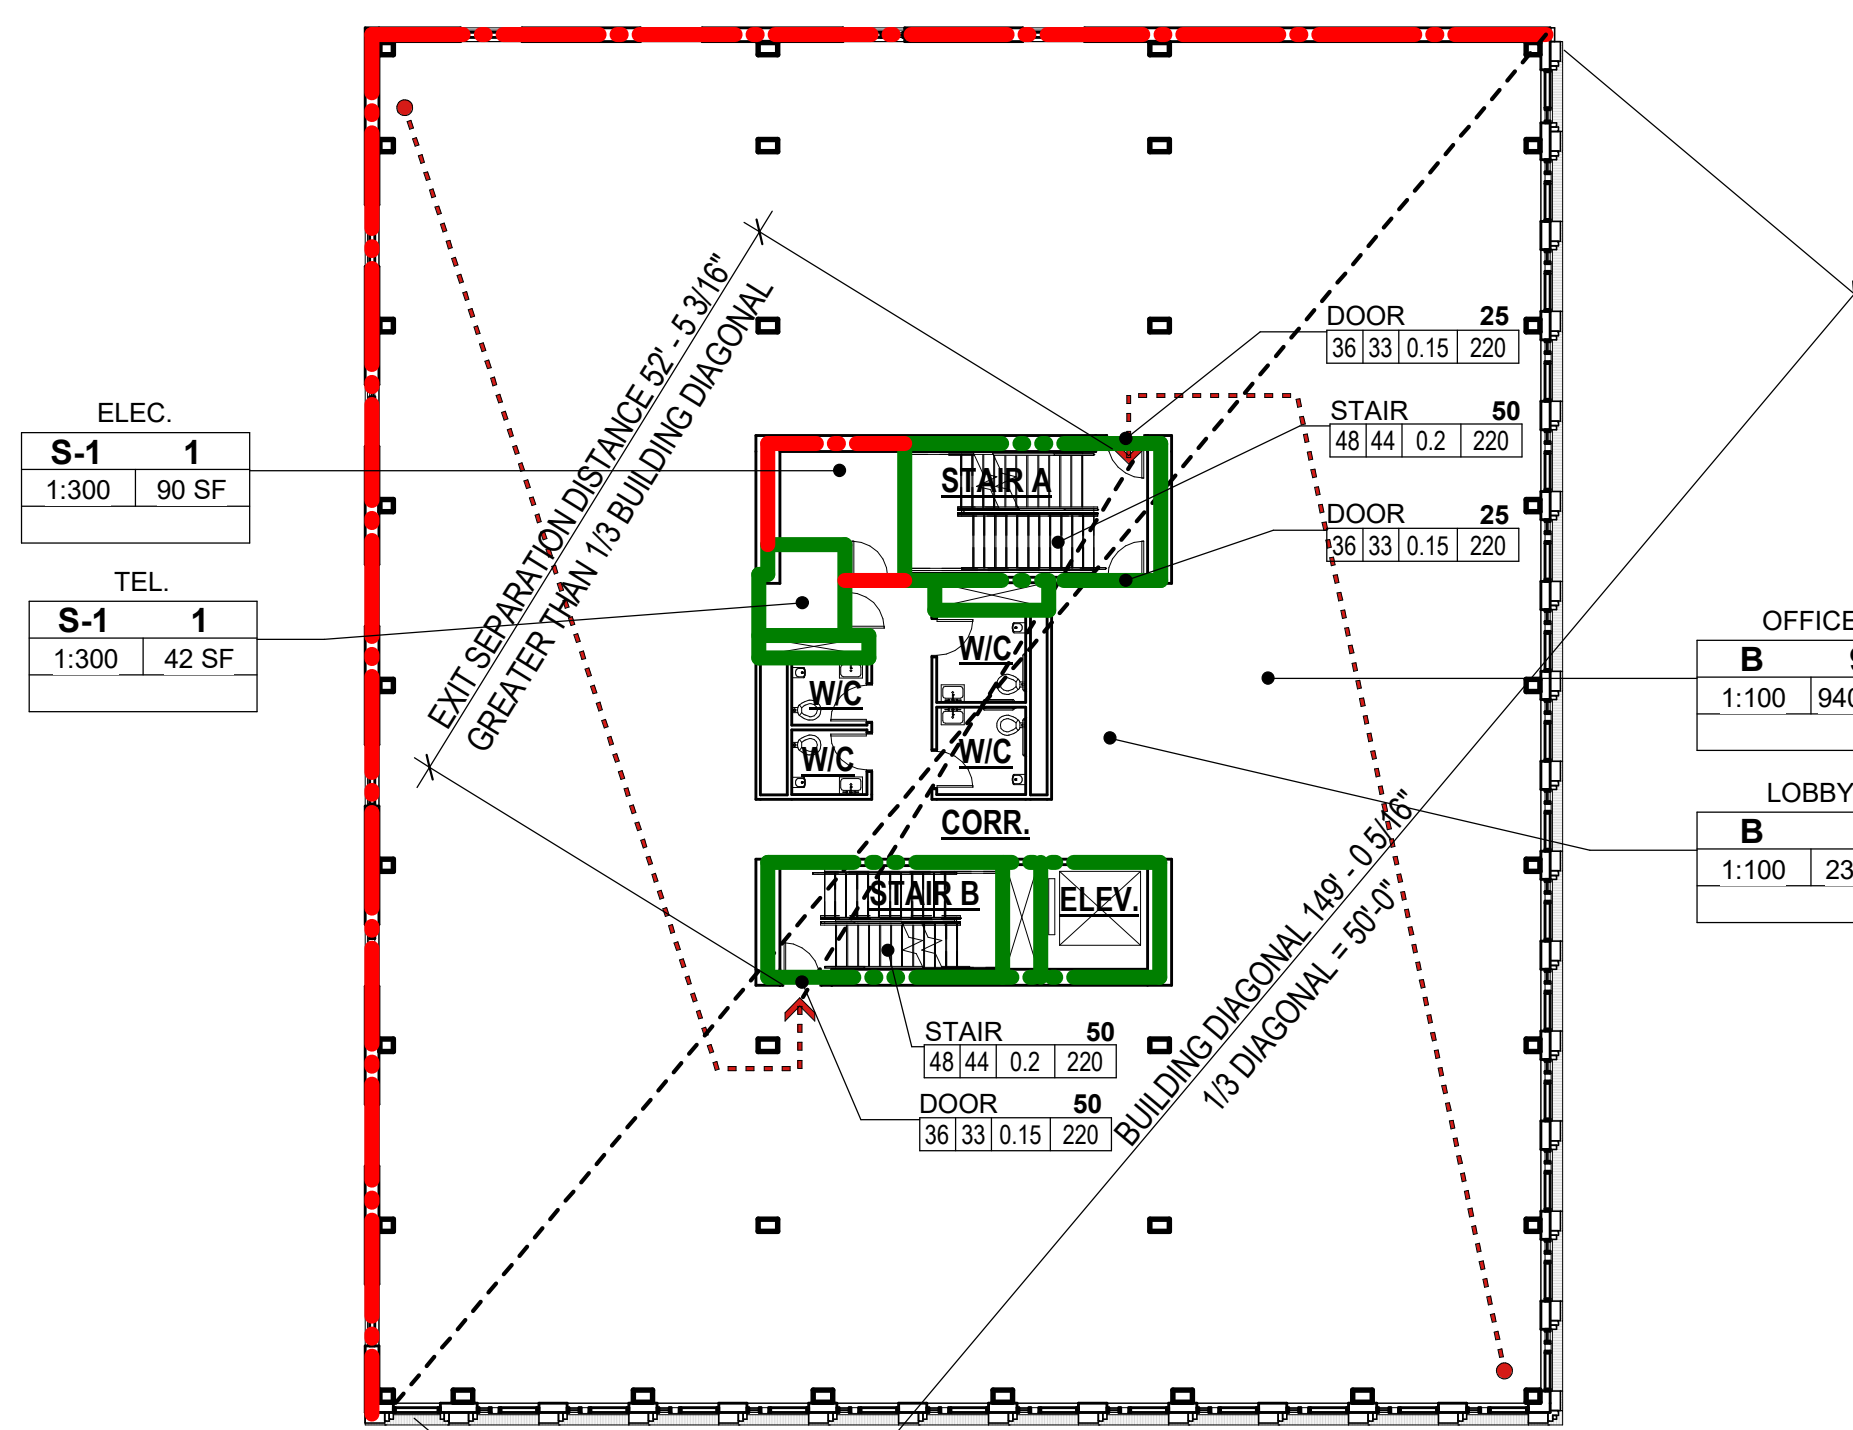 ELEC.
S-1 1
1:300 90 SF
TEL.
S-1 1
1:300 42 SF
EXIT SEPARATION DISTANCE 52' - 5 3/16"
GREATER THAN 1/3 BUILDING DIAGONAL
DOOR 25
36 33 0.15 220
STAIR 50
48 44 0.2 220
DOOR 25
36 33 0.15 220
STAIR A
W/C
W/C
W/C
W/C
CORR.
STAIR B
ELEV.
OFFICE
B
1:100 940
LOBBY
B
1:100 23
STAIR 50
48 44 0.2 220
DOOR 50
36 33 0.15 220
BUILDING DIAGONAL 149' - 0 5/16"
1/3 DIAGONAL = 50'-0"